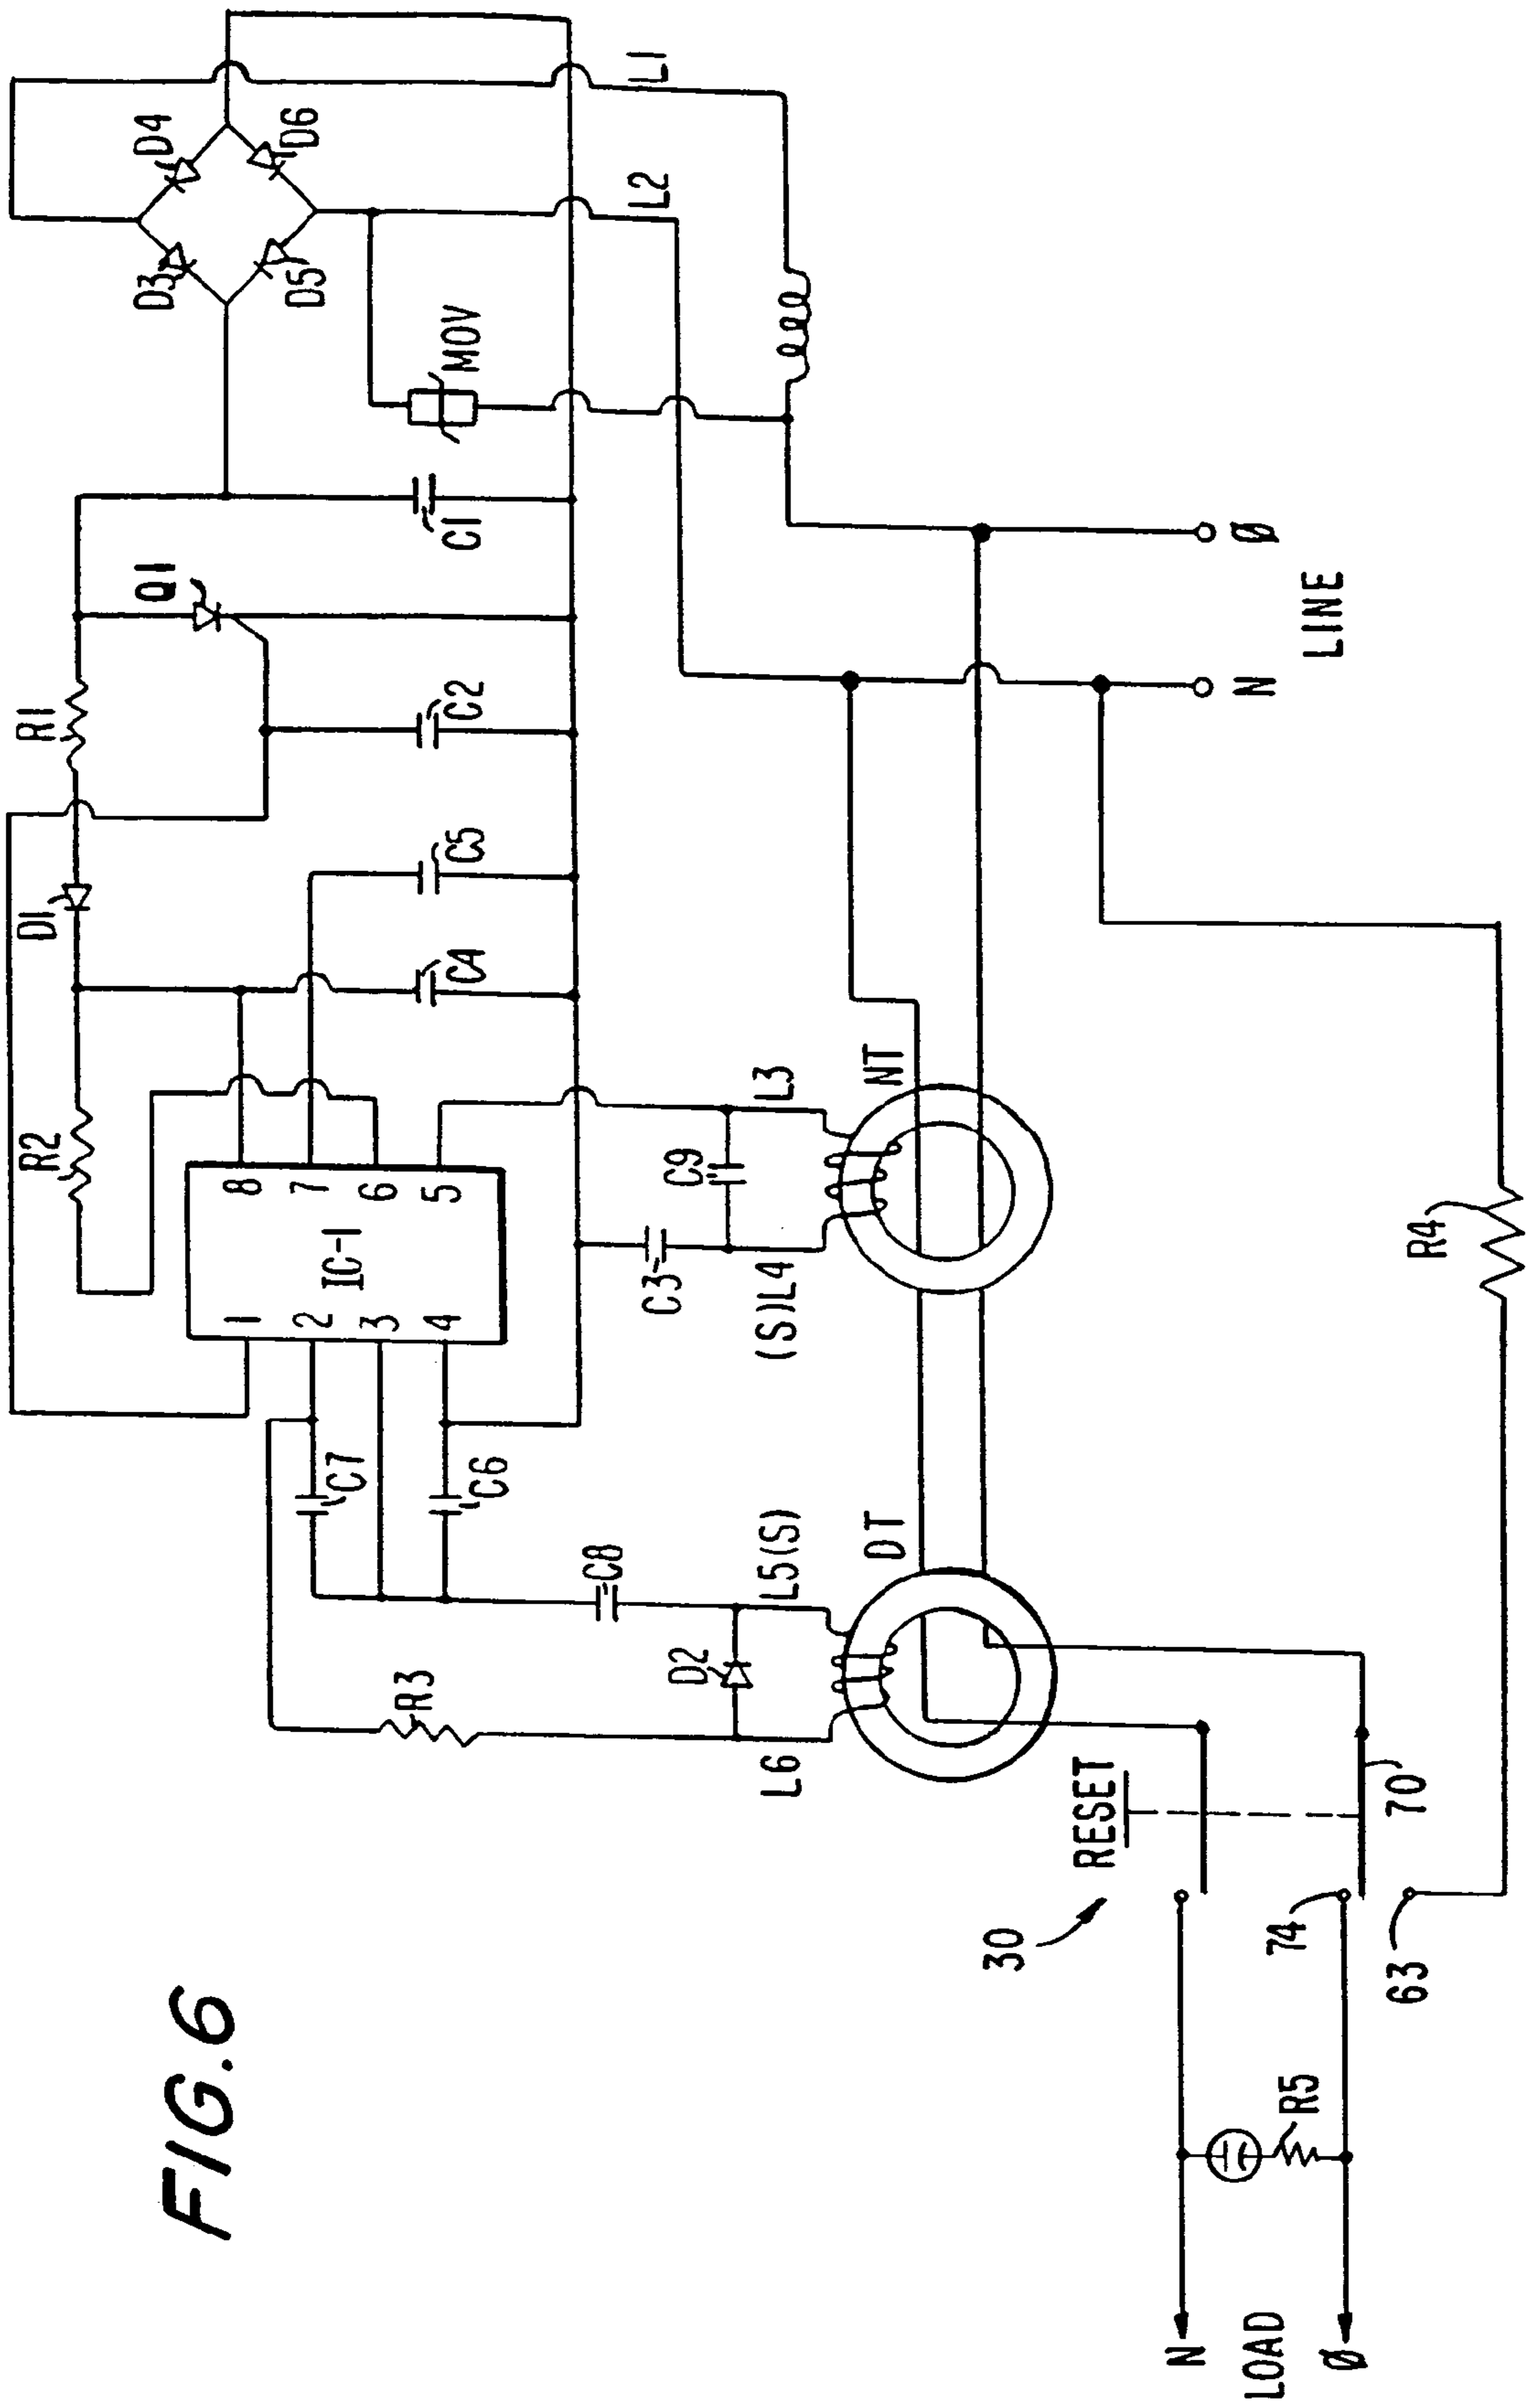 FIG.6
D4
D6
D3
D5
L1
L2
MOV
C1
Q1
R1
C2
D1
C5
C4
R2
8
7
6
5
IC-1
1
2
3
4
C7
C6
C8
R3
D2
L5(S)
L6
L3
C9
C3
(S)L4
NT
DT
Ø
LINE
N
R4
RESET
30
70
74
63
R5
N
LOAD
Ø